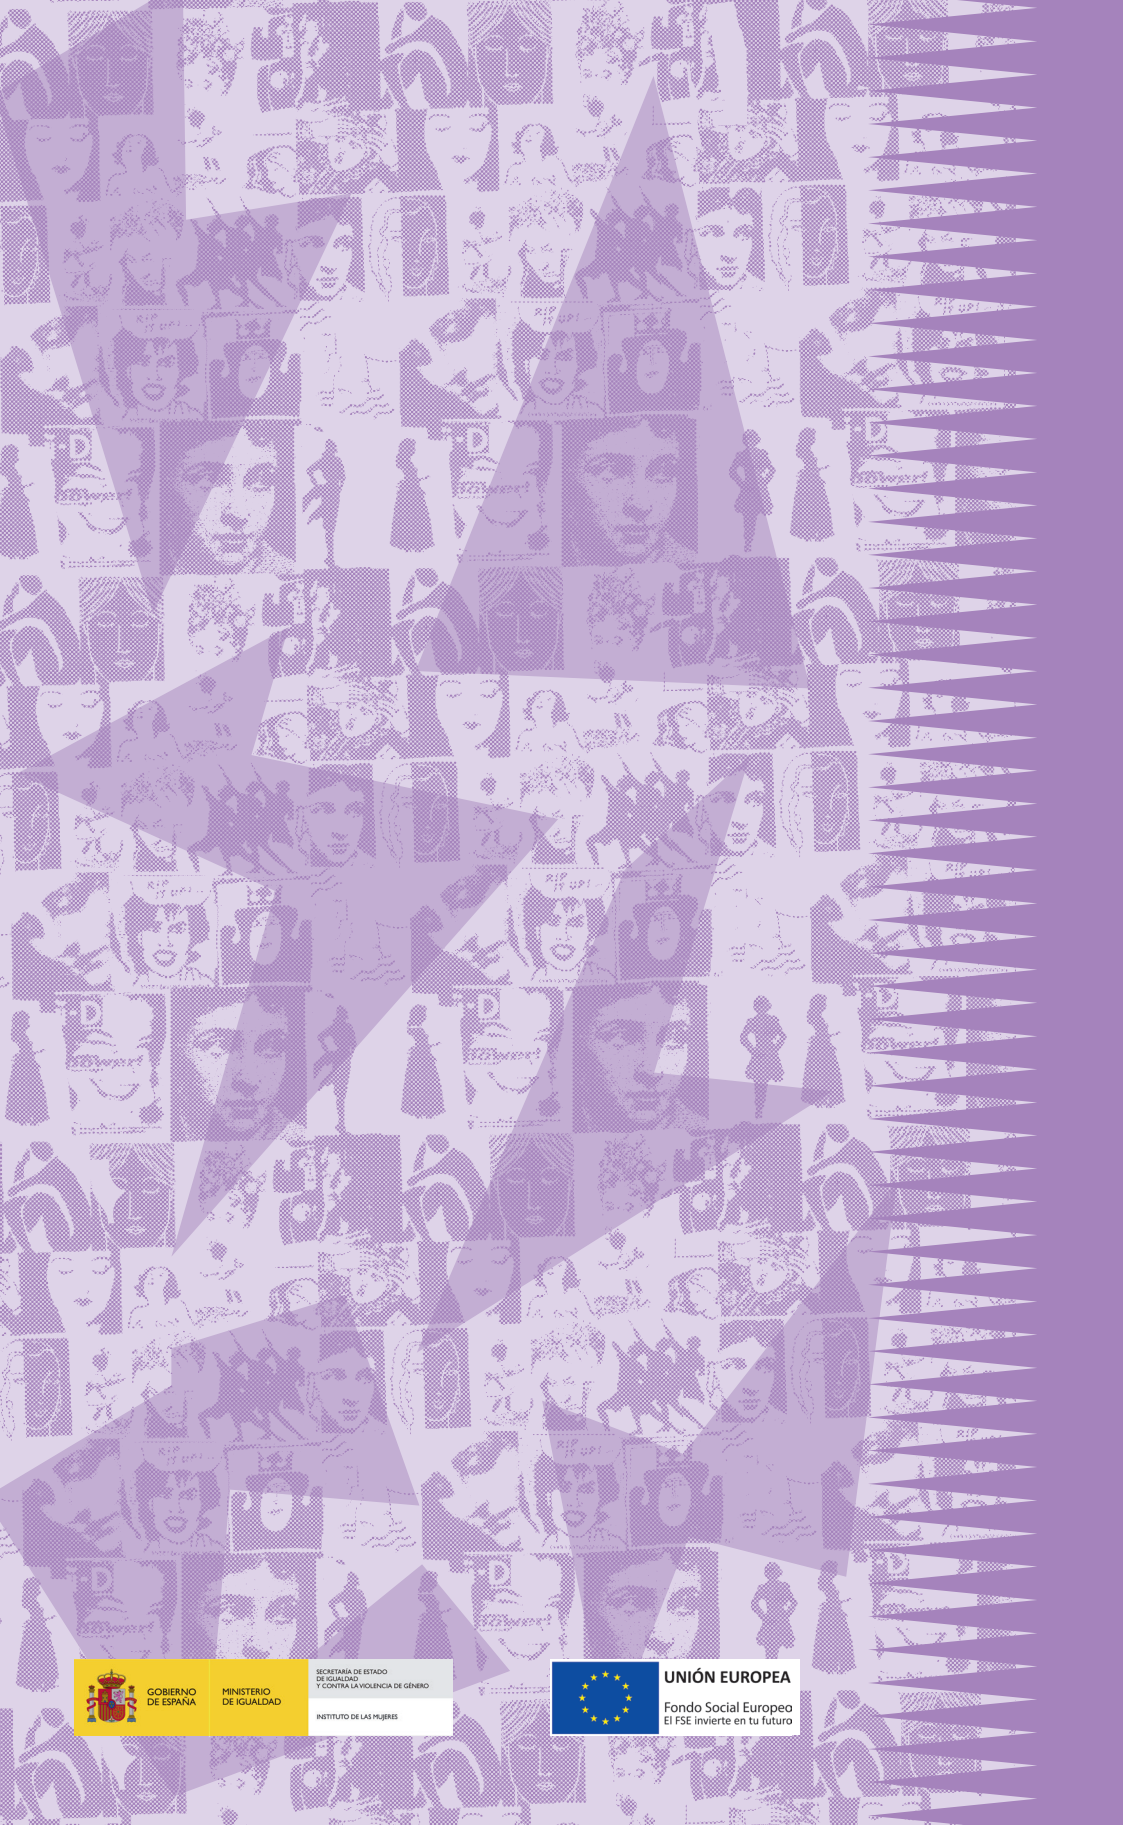 GOBIERNO
DE ESPAÑA
MINISTERIO
DE IGUALDAD
SECRETARÍA DE ESTADO
DE IGUALDAD
Y CONTRA LA VIOLENCIA DE GÉNERO
INSTITUTO DE LAS MUJERES
UNIÓN EUROPEA
Fondo Social Europeo
El FSE invierte en tu futuro